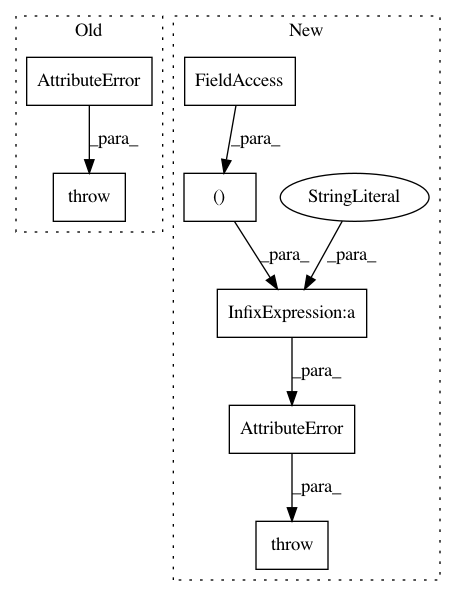 Old
New
AttributeError
FieldAccess
_para_
_para_
throw
()
StringLiteral
_para_
_para_
InfixExpression:a
_para_
AttributeError
_para_
throw